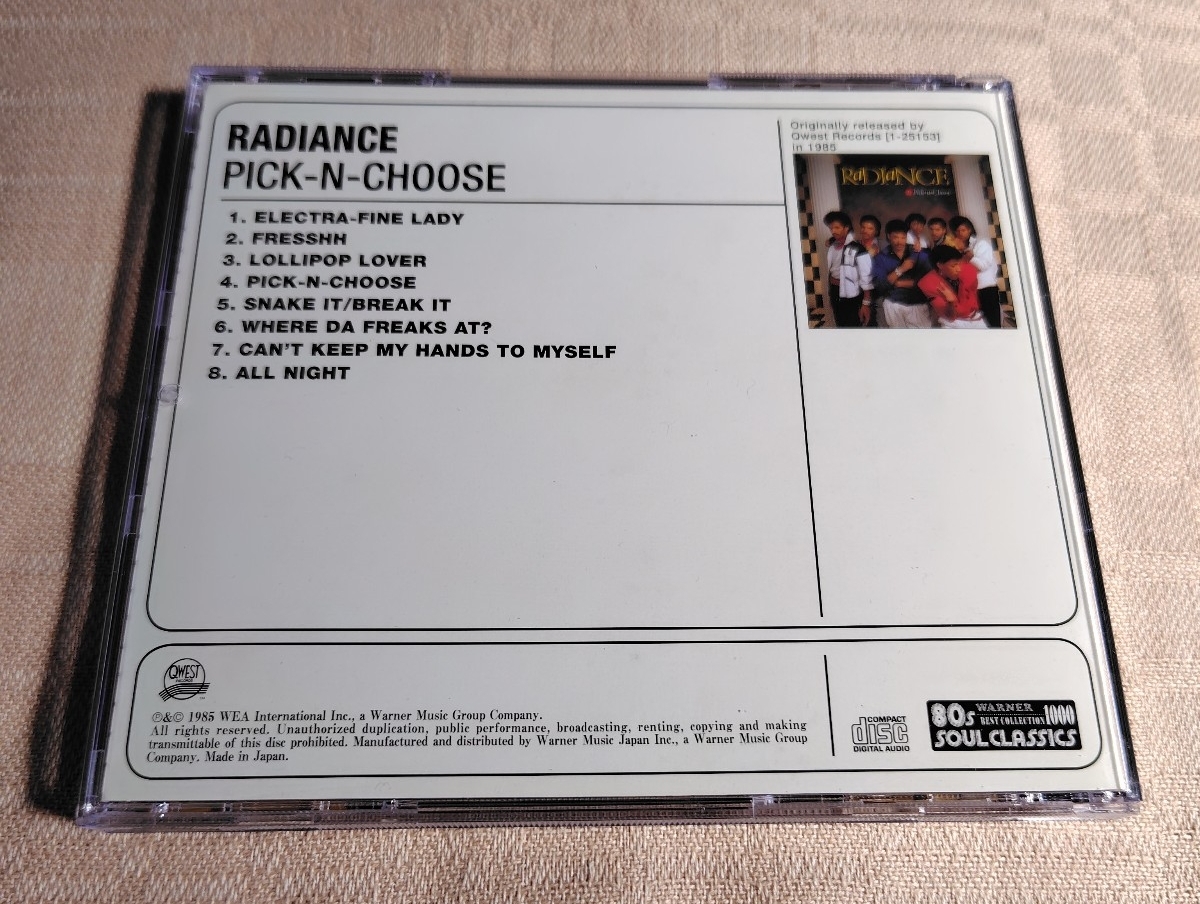 RADIANCE
PICK-N-CHOOSE
1. ELECTRA-FINE LADY
2. FRESSHH
3. LOLLIPOP LOVER
4. PICK-N-CHOOSE
5. SNAKE IT/BREAK IT
6. WHERE DA FREAKS AT?
7. CAN'T KEEP MY HANDS TO MYSELF
8. ALL NIGHT
Originally released by
Qwest Records [1-25153]
in 1985
RaDIaNCE
QWEST
RECORDS
℗&© 1985 WEA International Inc., a Warner Music Group Company.
All rights reserved. Unauthorized duplication, public performance, broadcasting, renting, copying and making
transmittable of this disc prohibited. Manufactured and distributed by Warner Music Japan Inc., a Warner Music Group
Company. Made in Japan.
COMPACT
disc
DIGITAL AUDIO
80s WARNER
BEST COLLECTION 1000
SOUL CLASSICS